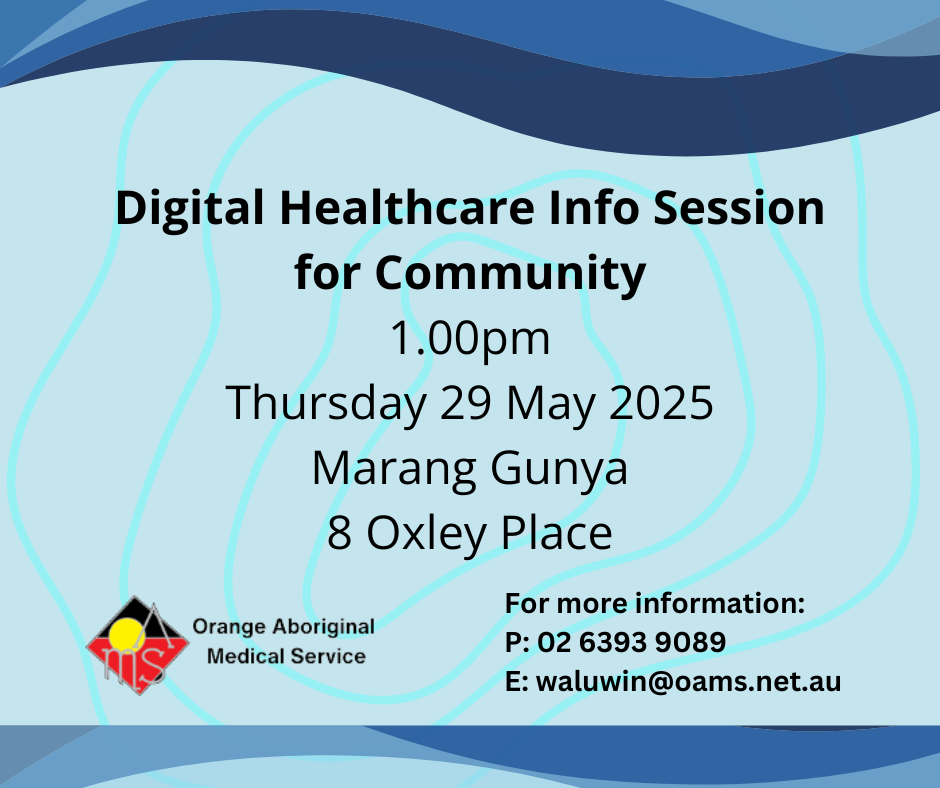 Digital Healthcare Info Session
for Community
1.00pm
Thursday 29 May 2025
Marang Gunya
8 Oxley Place
Orange Aboriginal
Medical Service
For more information:
P: 02 6393 9089
E: waluwin@oams.net.au